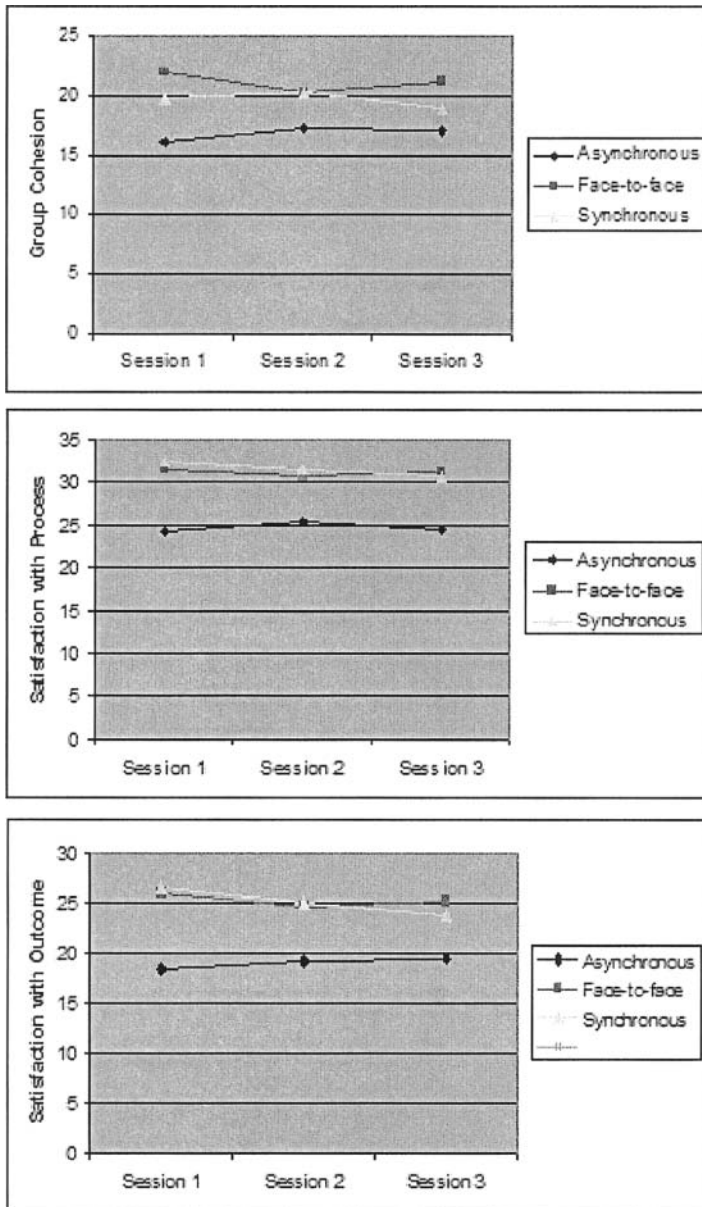 25
20
15
10
5
0
Group Cohesion
Session 1 Session 2 Session 3
Asynchronous
Face-to-face
Synchronous
35
30
25
20
15
10
5
0
Satisfaction with Process
Session 1 Session 2 Session 3
Asynchronous
Face-to-face
Synchronous
30
25
20
15
10
5
0
Satisfaction with Outcome
Session 1 Session 2 Session 3
Asynchronous
Face-to-face
Synchronous